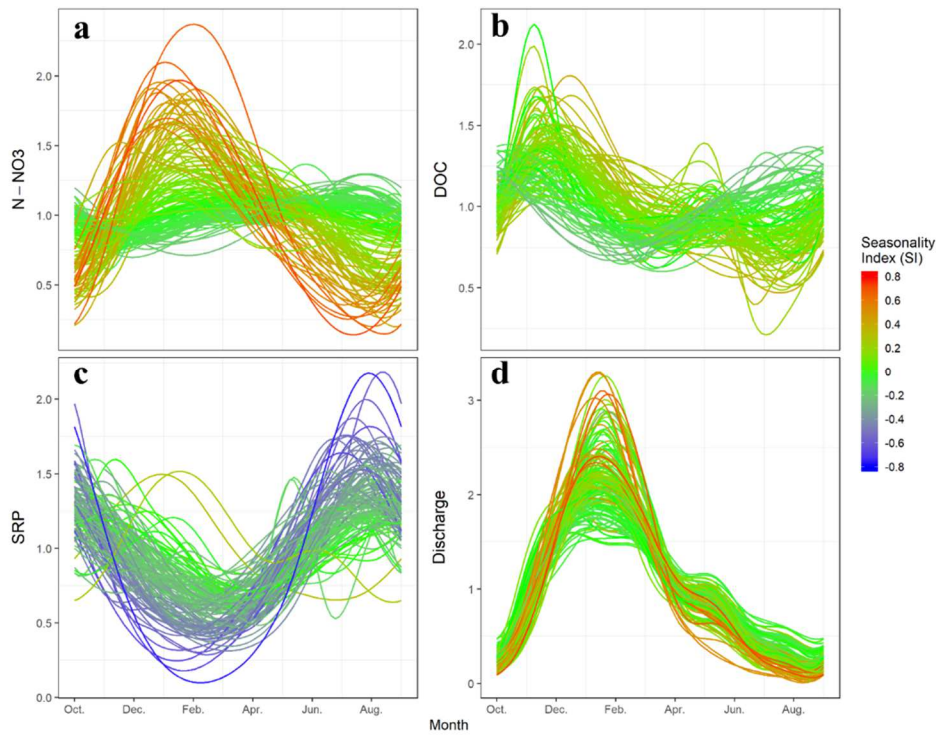 a
b
N – NO3
2.0
1.5
1.0
0.5
DOC
2.0
1.5
1.0
0.5
Seasonality
Index (SI)
0.8
0.6
0.4
0.2
0
-0.2
-0.4
-0.6
-0.8
c
d
SRP
2.0
1.5
1.0
0.5
0.0
Discharge
3
2
1
0
Oct. Dec. Feb. Apr. Jun. Aug.
Oct. Dec. Feb. Apr. Jun. Aug.
Month